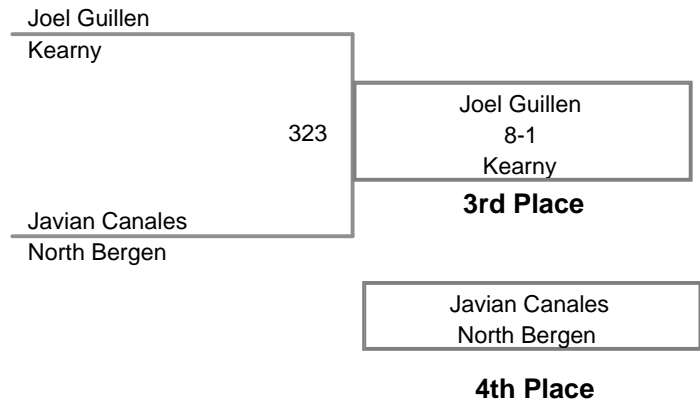 Joel Guillen
Kearny
323
Joel Guillen
8-1
Kearny
3rd Place
Javian Canales
North Bergen
Javian Canales
North Bergen
4th Place